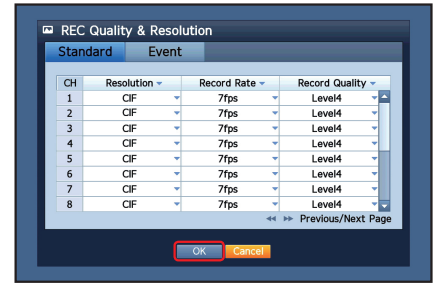 REC Quality & Resolution
Standard Event
CH Resolution Record Rate Record Quality
1 CIF 7fps Level4
2 CIF 7fps Level4
3 CIF 7fps Level4
4 CIF 7fps Level4
5 CIF 7fps Level4
6 CIF 7fps Level4
7 CIF 7fps Level4
8 CIF 7fps Level4
Previous/Next Page
OK Cancel